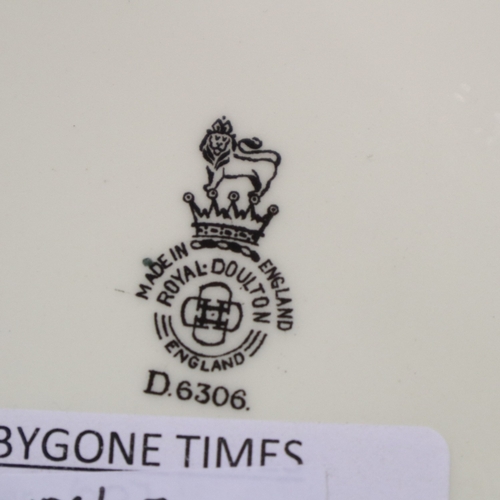 MADE IN ENGLAND
ROYAL·DOULTON
ENGLAND
D.6306.
BYGONE TIMES